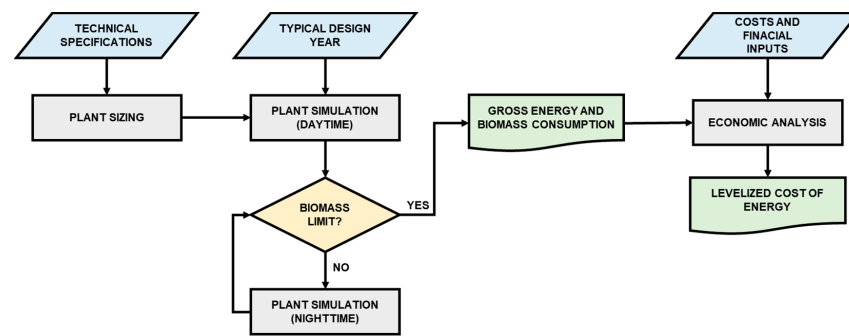 TECHNICAL
SPECIFICATIONS
TYPICAL DESIGN
YEAR
COSTS AND
FINACIAL
INPUTS
PLANT SIZING
PLANT SIMULATION
(DAYTIME)
GROSS ENERGY AND
BIOMASS CONSUMPTION
ECONOMIC ANALYSIS
BIOMASS
LIMIT?
YES
LEVELIZED COST OF
ENERGY
NO
PLANT SIMULATION
(NIGHTTIME)